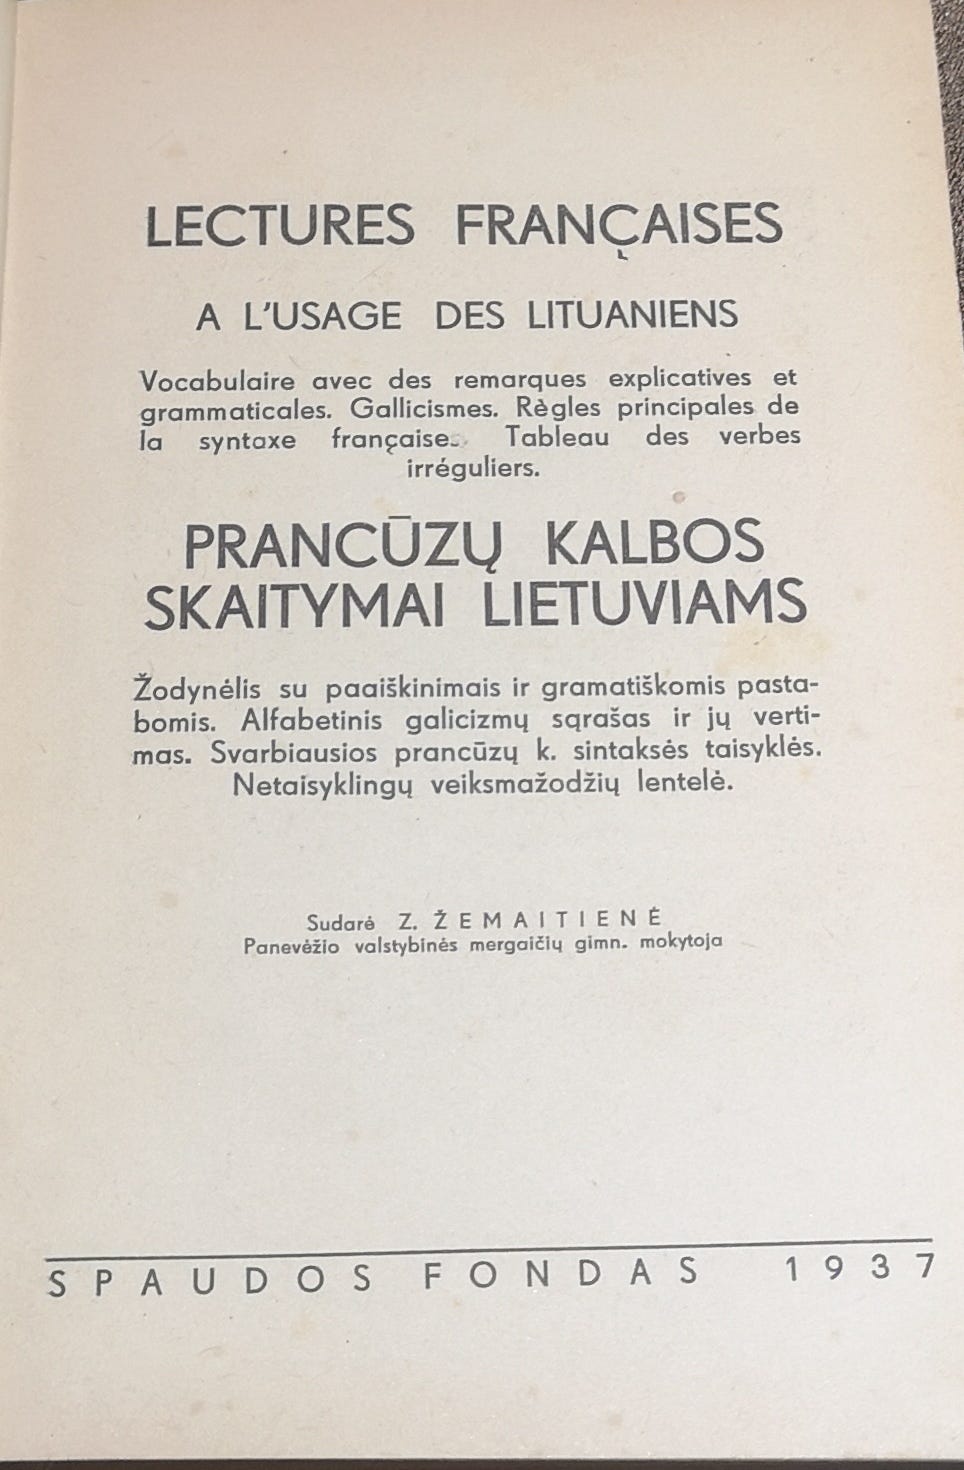 LECTURES FRANÇAISES
A L'USAGE DES LITUANIENS
Vocabulaire avec des remarques explicatives et
grammaticales. Gallicismes. Règles principales de
la syntaxe française. Tableau des verbes
irréguliers.
PRANCŪZŲ KALBOS
SKAITYMAI LIETUVIAMS
Žodynėlis su paaiškinimais ir gramatiškomis pasta-
bomis. Alfabetinis galicizmų sąrašas ir jų verti-
mas. Svarbiausios prancūzų k. sintaksės taisyklės.
Netaisyklingų veiksmažodžių lentelė.
Sudarė Z. ŽEMAITIENĖ
Panevėžio valstybinės mergaičių gimn. mokytoja
SPAUDOS FONDAS 1937